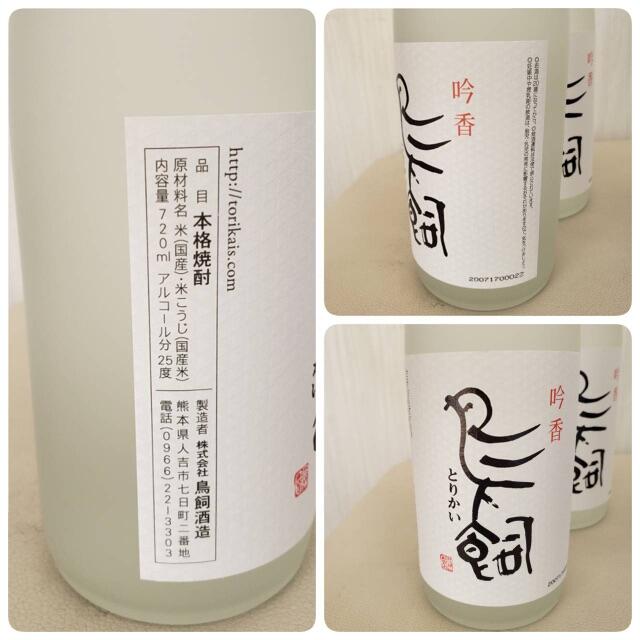 http://torikais.com
品目 本格焼酎
原材料名 米(国産)・米こうじ(国産米)
内容量 720ml アルコール分 25度
製造者 株式会社 鳥飼酒造
熊本県人吉市七日町二番地
電話(0966)22-3303
吟香
鳥飼
20071700022
吟香
鳥飼
とりかい